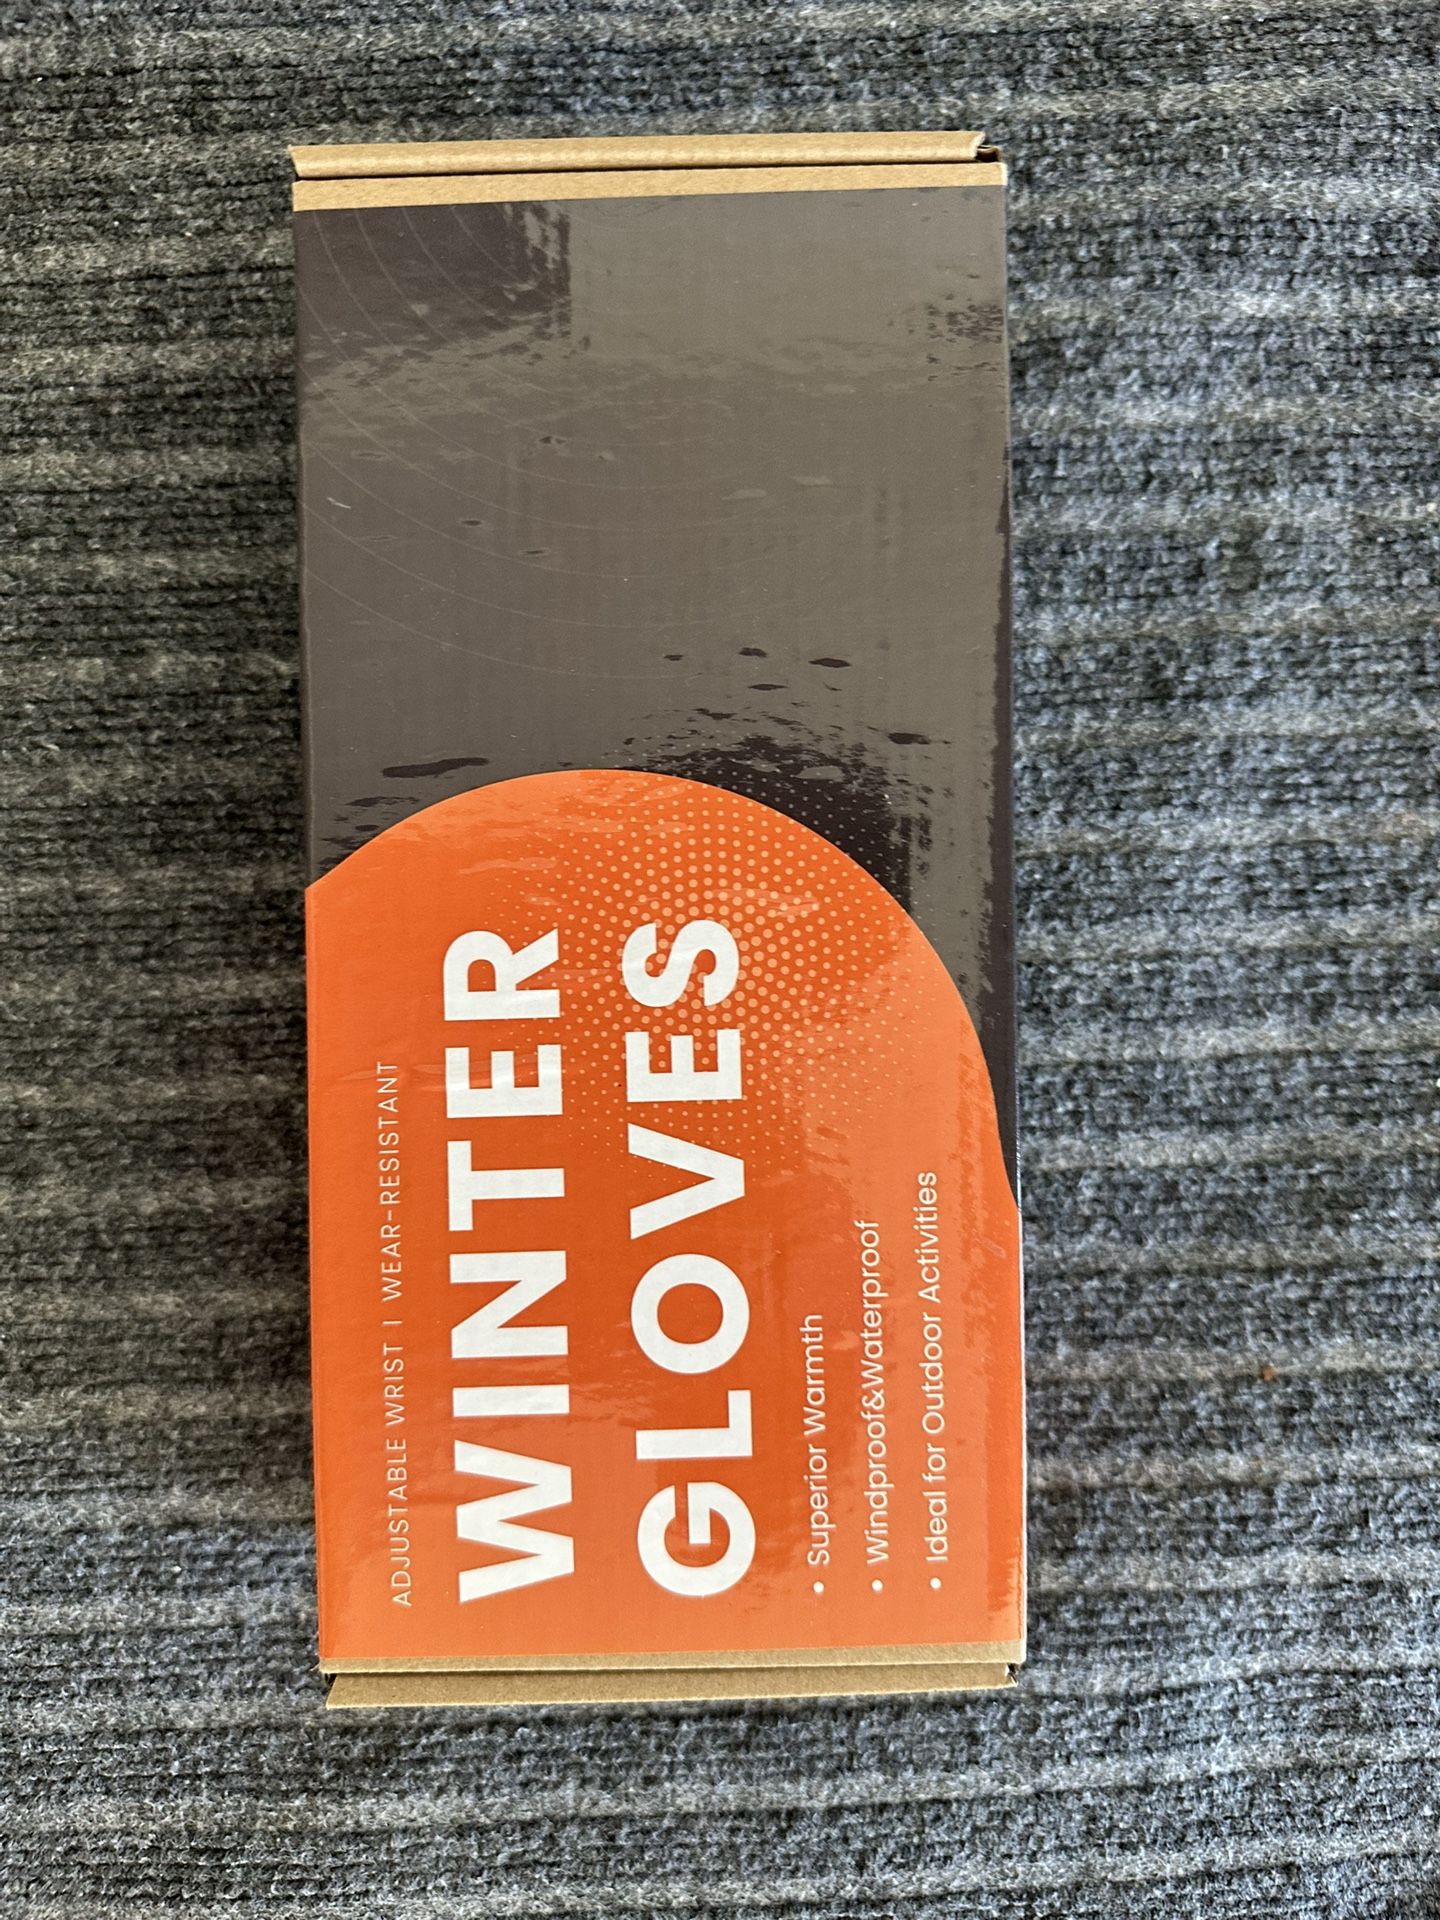 ADJUSTABLE WRIST | WEAR-RESISTANT
WINTER
GLOVES
• Superior Warmth
• Windproof&Waterproof
• Ideal for Outdoor Activities